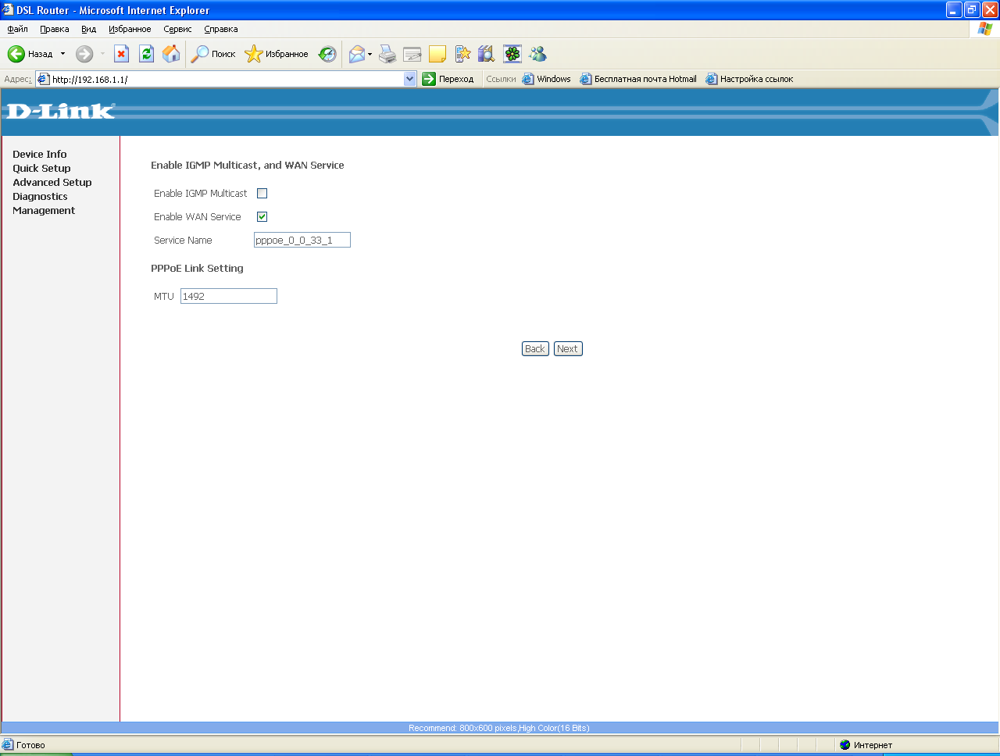 DSL Router - Microsoft Internet Explorer
Файл Правка Вид Избранное Сервис Справка
Назад Поиск Избранное
Адрес: http://192.168.1.1/ Переход Ссылки Windows Бесплатная почта Hotmail Настройка ссылок
D-Link
Device Info
Quick Setup
Advanced Setup
Diagnostics
Management
Enable IGMP Multicast, and WAN Service
Enable IGMP Multicast
Enable WAN Service
Service Name pppoe_0_0_33_1
PPPoE Link Setting
MTU 1492
Back Next
Recommend: 800x600 pixels,High Color(16 Bits)
Готово Интернет